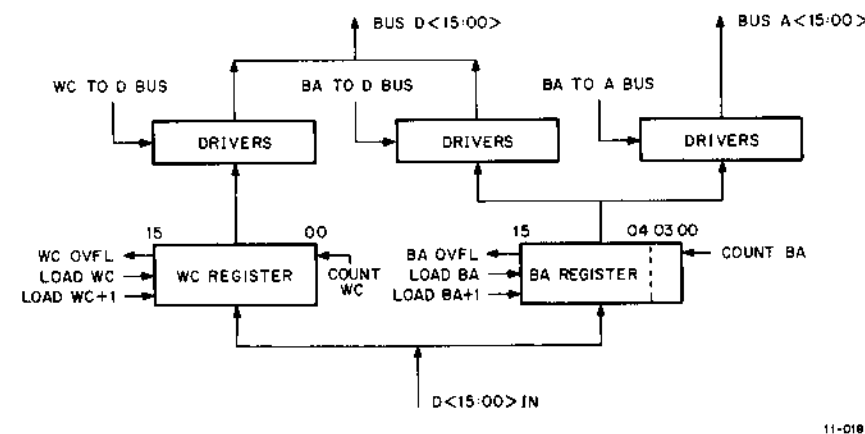 BUS D<15:00>
BUS A<15:00>
WC TO D BUS
BA TO D BUS
BA TO A BUS
DRIVERS
DRIVERS
DRIVERS
15
00
15
04 03 00
WC OVFL
LOAD WC
LOAD WC+1
WC REGISTER
COUNT
WC
BA OVFL
LOAD BA
LOAD BA+1
BA REGISTER
COUNT BA
D<15:00>IN
11-018